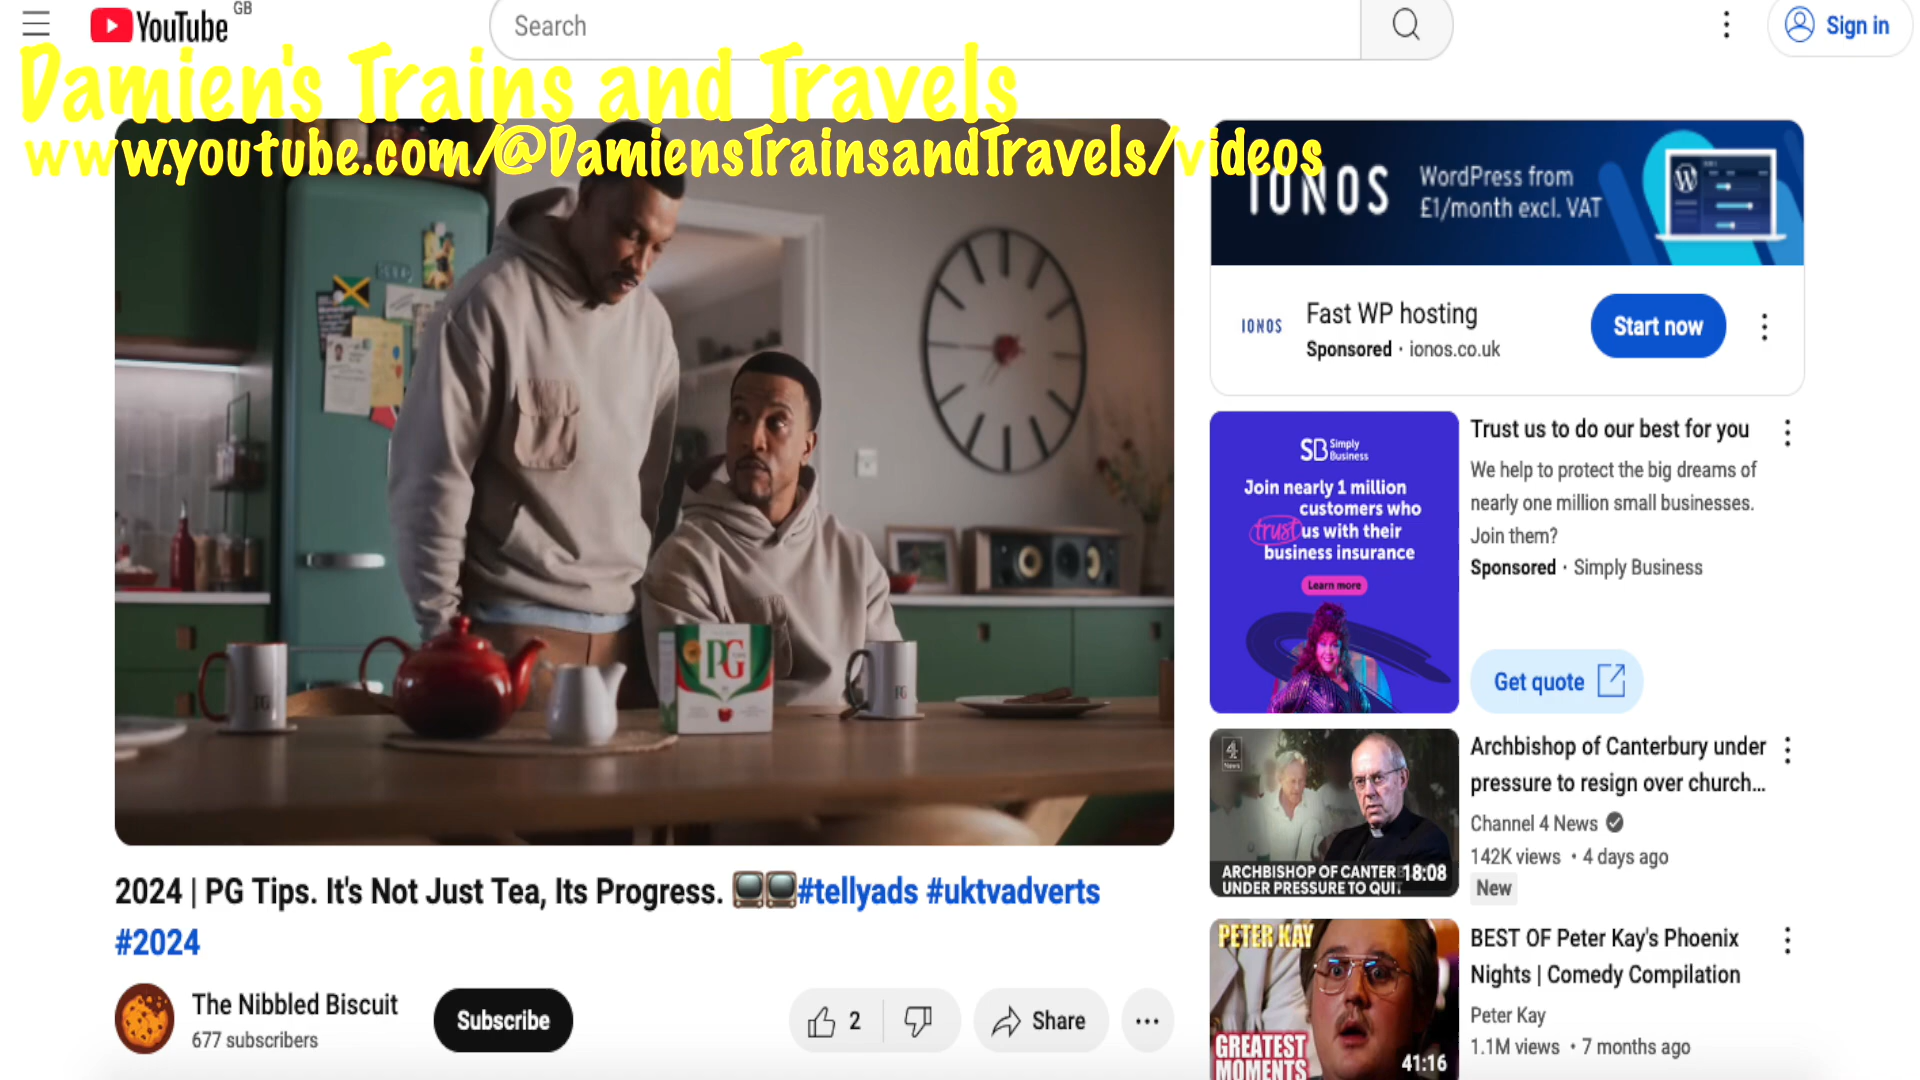 YouTube GB
Search
Sign in
Damien's Trains and Travels
www.youtube.com/@DamiensTrainsandTravels/videos
PG
PG
PG
2024 | PG Tips. It's Not Just Tea, Its Progress. #tellyads #uktvadverts
#2024
The Nibbled Biscuit
677 subscribers
Subscribe
2
Share
IONOS
WordPress from
£1/month excl. VAT
IONOS
Fast WP hosting
Sponsored · ionos.co.uk
Start now
SB Simply
Business
Join nearly 1 million
customers who
trust us with their
business insurance
Learn more
Trust us to do our best for you
We help to protect the big dreams of
nearly one million small businesses.
Join them?
Sponsored · Simply Business
Get quote
4
News
ARCHBISHOP OF CANTER
UNDER PRESSURE TO QUIT
18:08
Archbishop of Canterbury under
pressure to resign over church...
Channel 4 News
142K views • 4 days ago
New
PETER KAY
GREATEST
MOMENTS
41:16
BEST OF Peter Kay's Phoenix
Nights | Comedy Compilation
Peter Kay
1.1M views • 7 months ago